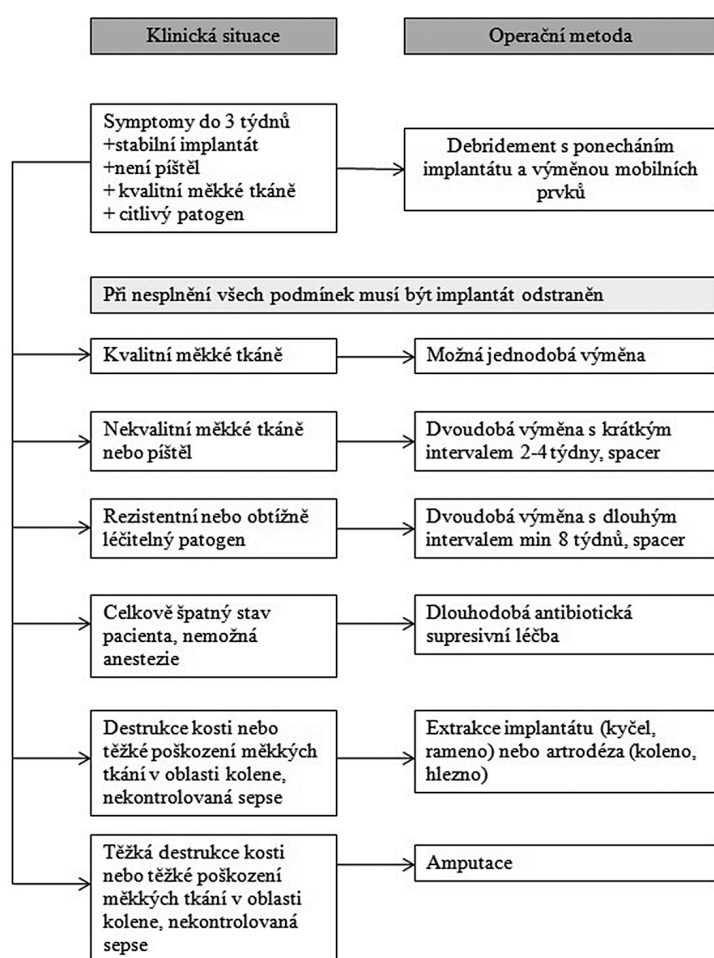 Klinická situace
Operační metoda
Symptomy do 3 týdnů
+stabilní implantát
+není píštěl
+ kvalitní měkké tkáně
+ citlivý patogen
Debridement s ponecháním
implantátu a výměnou mobilních
prvků
Při nesplnění všech podmínek musí být implantát odstraněn
Kvalitní měkké tkáně
Možná jednodobá výměna
Nekvalitní měkké tkáně
nebo píštěl
Dvoudobá výměna s krátkým
intervalem 2-4 týdny, spacer
Rezistentní nebo obtížně
léčitelný patogen
Dvoudobá výměna s dlouhým
intervalem min 8 týdnů, spacer
Celkově špatný stav
pacienta, nemožná
anestezie
Dlouhodobá antibiotická
supresivní léčba
Destrukce kosti nebo
těžké poškození měkkých
tkání v oblasti kolene,
nekontrolovaná sepse
Extrakce implantátu (kyčel,
rameno) nebo artrodéza (koleno,
hlezno)
Těžká destrukce kosti
nebo těžké poškození
měkkých tkání v oblasti
kolene, nekontrolovaná
sepse
Amputace